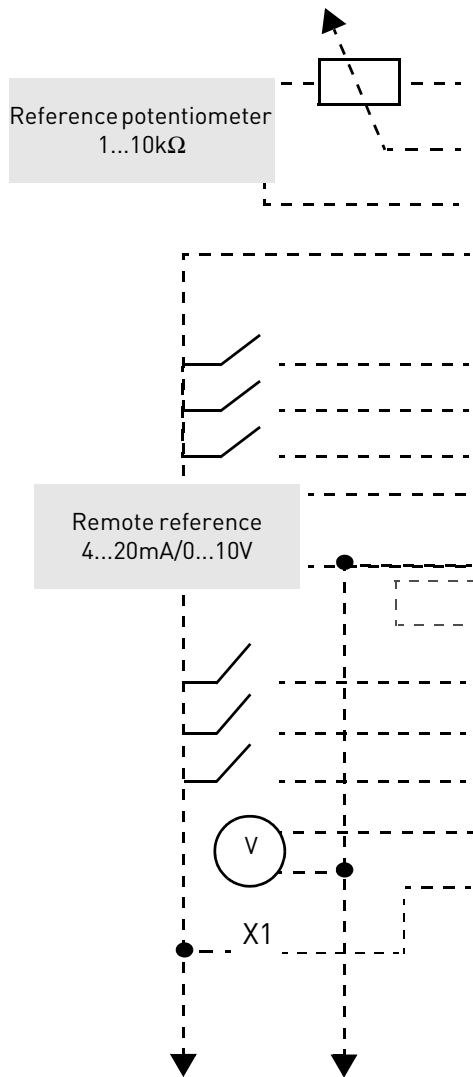 Reference potentiometer
1...10kΩ
Remote reference
4...20mA/0...10V
V
X1